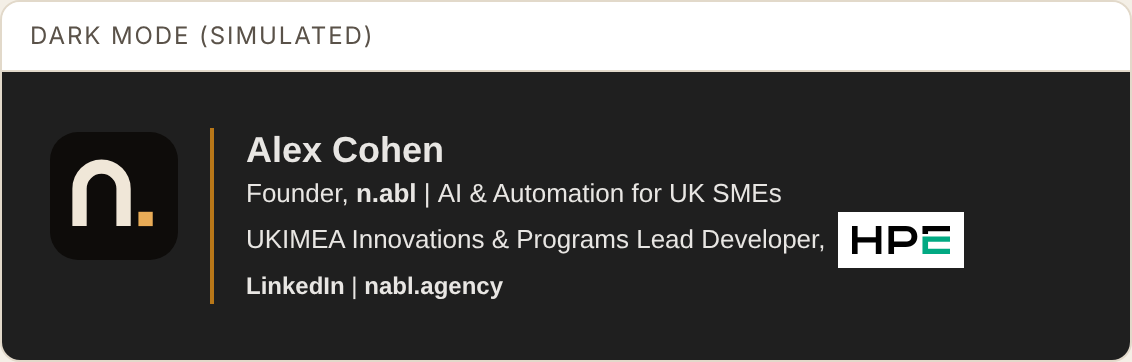 DARK MODE (SIMULATED)
n.
Alex Cohen
Founder, n.abl | AI & Automation for UK SMEs
UKIMEA Innovations & Programs Lead Developer, HPE
LinkedIn | nabl.agency